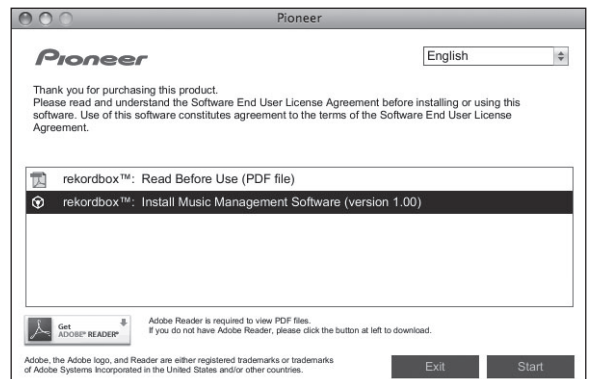 Pioneer
Pioneer
English
Thank you for purchasing this product.
Please read and understand the Software End User License Agreement before installing or using this
software. Use of this software constitutes agreement to the terms of the Software End User License
Agreement.
rekordbox™: Read Before Use (PDF file)
rekordbox™: Install Music Management Software (version 1.00)
Get
ADOBE® READER®
Adobe Reader is required to view PDF files.
If you do not have Adobe Reader, please click the button at left to download.
Adobe, the Adobe logo, and Reader are either registered trademarks or trademarks
of Adobe Systems Incorporated in the United States and/or other countries.
Exit
Start